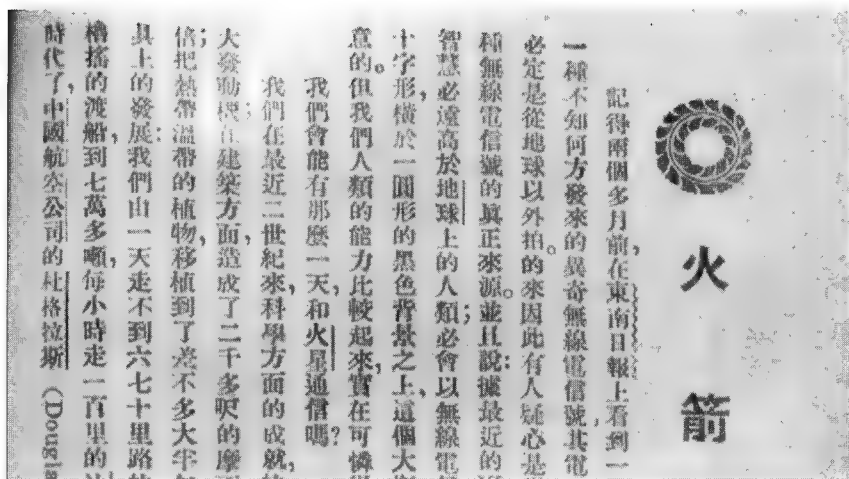 火箭
記得兩個多月前，在東南日報上看到一
一種不知何方發來的異奇無線電信號，其電
必定是從地球以外拍的來。因此有人疑心是
種無線電信號的眞正來源。並且說：據最近的
智慧必遠高於地球上的人類；必會以無線電
十字形，橫於一圓形的黑色背景之上，這個大
意的。但我們人類的能力比較起來，實在可憐
我們會能有那麼一天，和火星通信嗎？
我們在最近二世紀來，科學方面的成就，
大發動機；在建築方面，造成了二千多呎的摩
倍；把熱帶溫帶的植物，移植到了差不多大半
具上的發展：我們由一天走不到六七十里路
櫓搖的渡船，到七萬多噸，每小時走二百里的
時代了，中國航空公司的杜格拉斯（Dougla